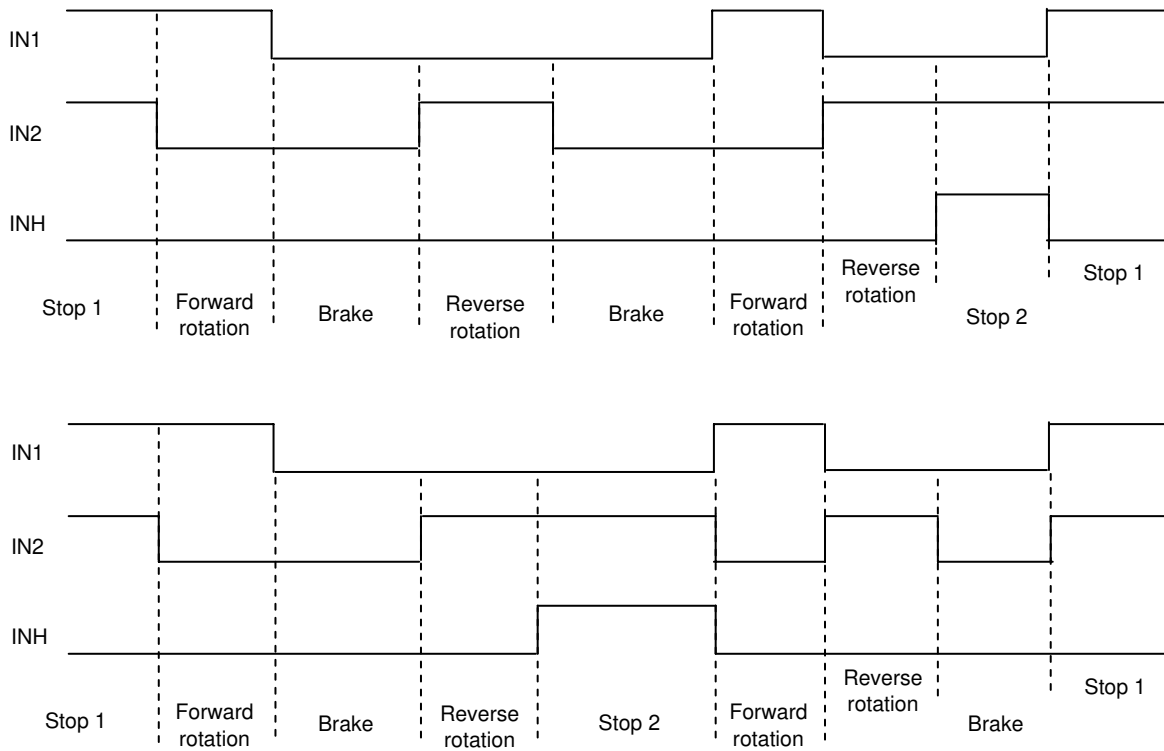 IN1
IN2
INH
Stop 1
Forward
rotation
Brake
Reverse
rotation
Brake
Forward
rotation
Reverse
rotation
Stop 2
Stop 1
IN1
IN2
INH
Stop 1
Forward
rotation
Brake
Reverse
rotation
Stop 2
Forward
rotation
Reverse
rotation
Brake
Stop 1